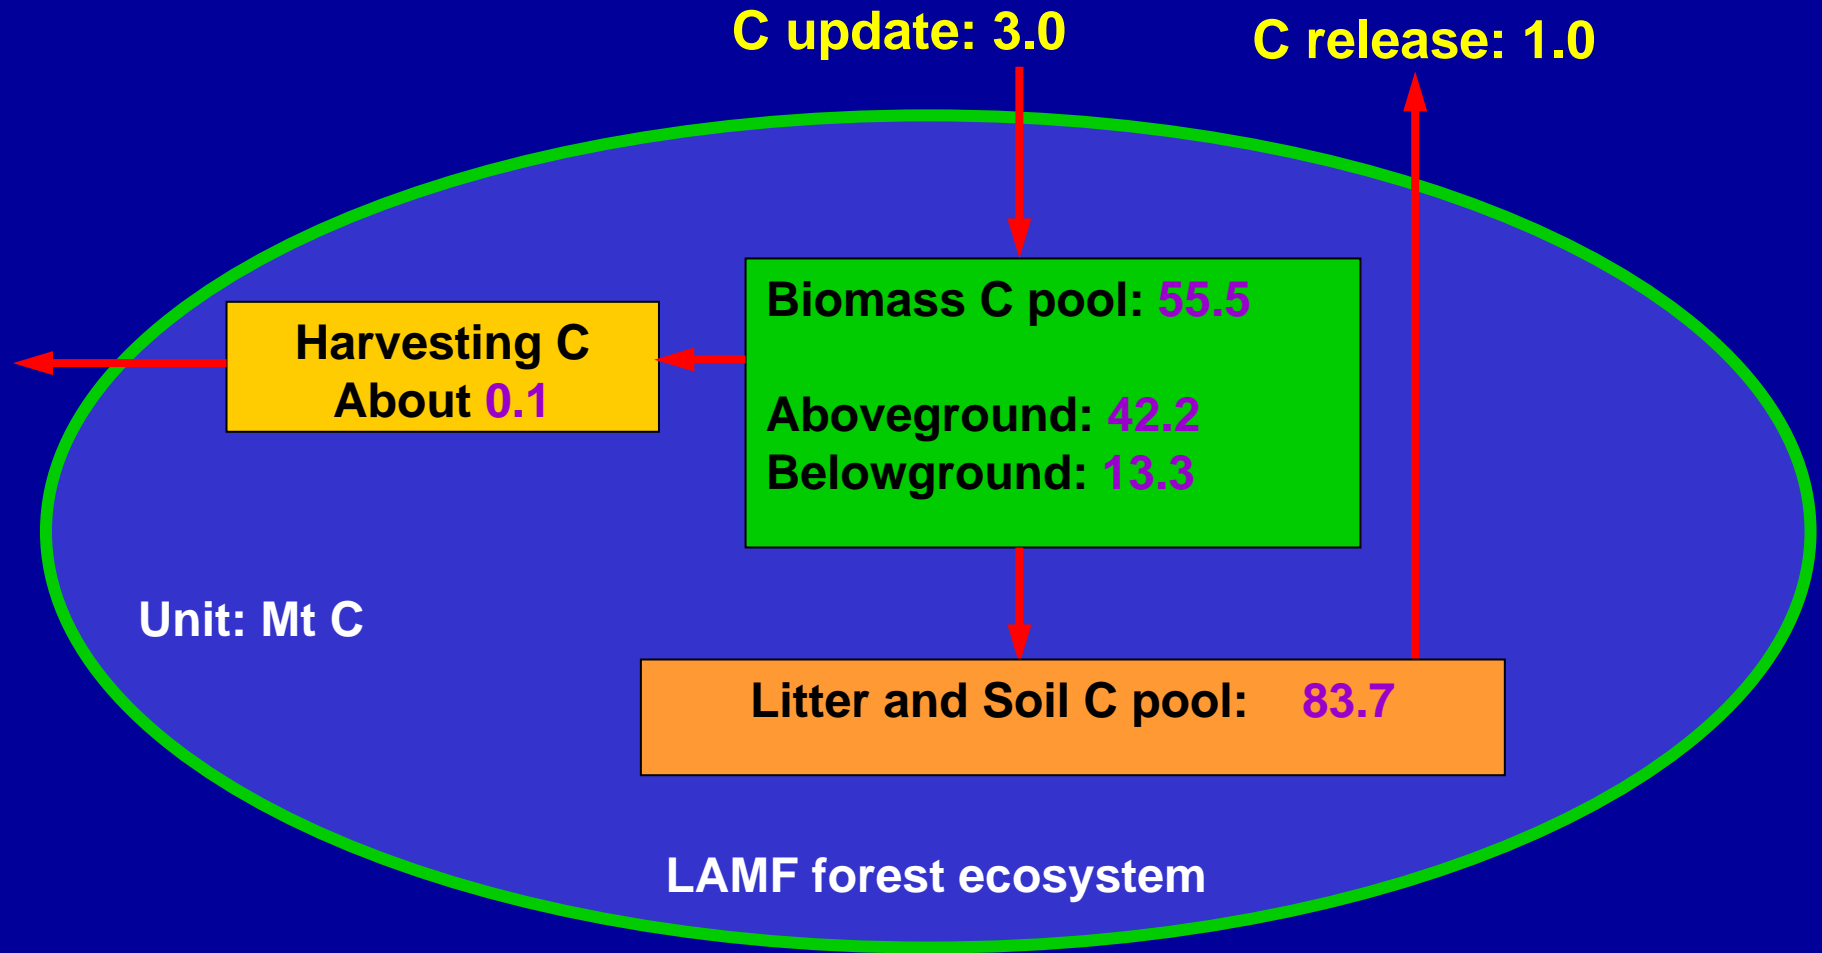 C update: 3.0
C release: 1.0
Harvesting C
About 0.1
Biomass C pool: 55.5
Aboveground: 42.2
Belowground: 13.3
Unit: Mt C
Litter and Soil C pool: 83.7
LAMF forest ecosystem